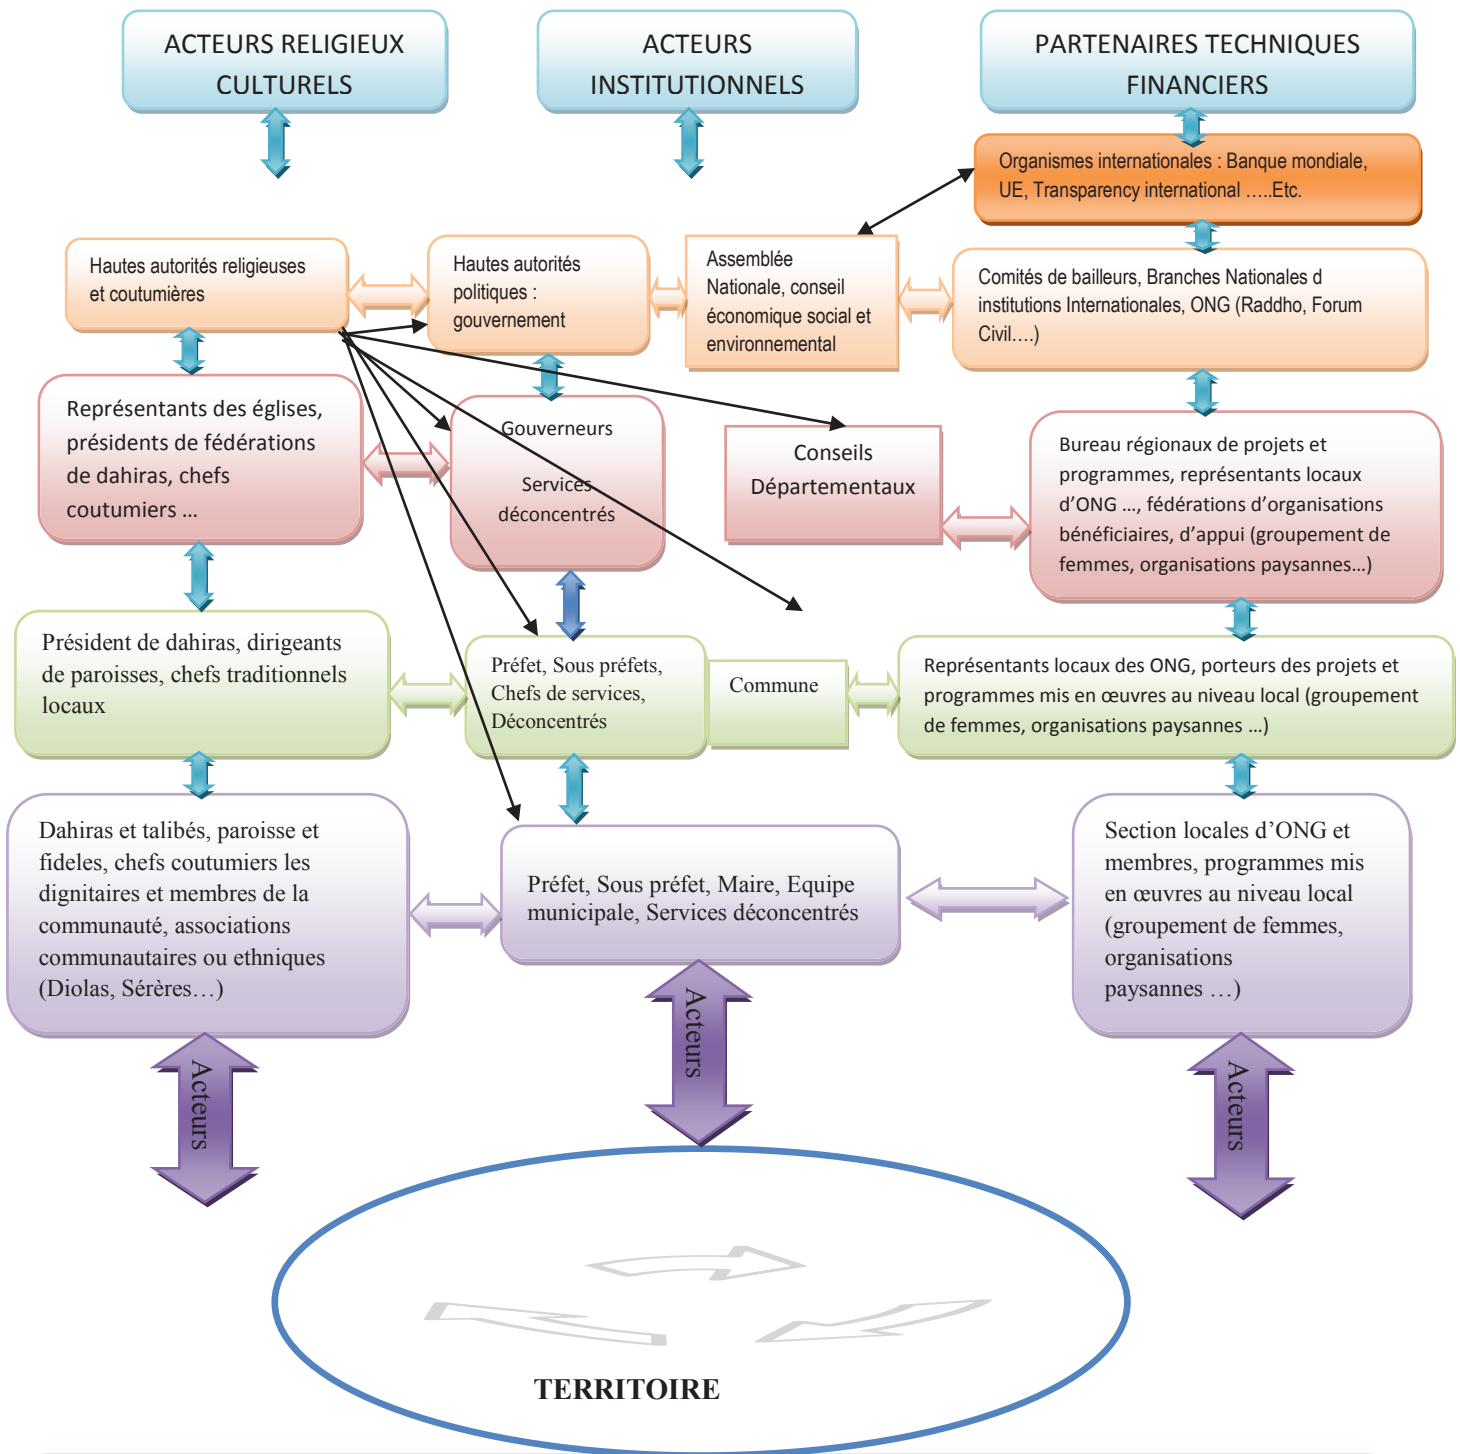 ACTEURS RELIGIEUX
CULTURELS
ACTEURS
INSTITUTIONNELS
PARTENAIRES TECHNIQUES
FINANCIERS
Organismes internationales : Banque mondiale,
UE, Transparency international …..Etc.
Hautes autorités religieuses
et coutumières
Hautes autorités
politiques :
gouvernement
Assemblée
Nationale, conseil
économique social et
environnemental
Comités de bailleurs, Branches Nationales d
institutions Internationales, ONG (Raddho, Forum
Civil….)
Représentants des églises,
présidents de fédérations
de dahiras, chefs
coutumiers …
Gouverneurs
Services
déconcentrés
Conseils
Départementaux
Bureau régionaux de projets et
programmes, représentants locaux
d’ONG …, fédérations d’organisations
bénéficiaires, d’appui (groupement de
femmes, organisations paysannes…)
Président de dahiras, dirigeants
de paroisses, chefs traditionnels
locaux
Préfet, Sous préfets,
Chefs de services,
Déconcentrés
Commune
Représentants locaux des ONG, porteurs des projets et
programmes mis en œuvres au niveau local (groupement
de femmes, organisations paysannes …)
Dahiras et talibés, paroisse et
fideles, chefs coutumiers les
dignitaires et membres de la
communauté, associations
communautaires ou ethniques
(Diolas, Sérères…)
Préfet, Sous préfet, Maire, Equipe
municipale, Services déconcentrés
Section locales d’ONG et
membres, programmes mis
en œuvres au niveau local
(groupement de femmes,
organisations
paysannes …)
Acteurs
Acteurs
Acteurs
TERRITOIRE